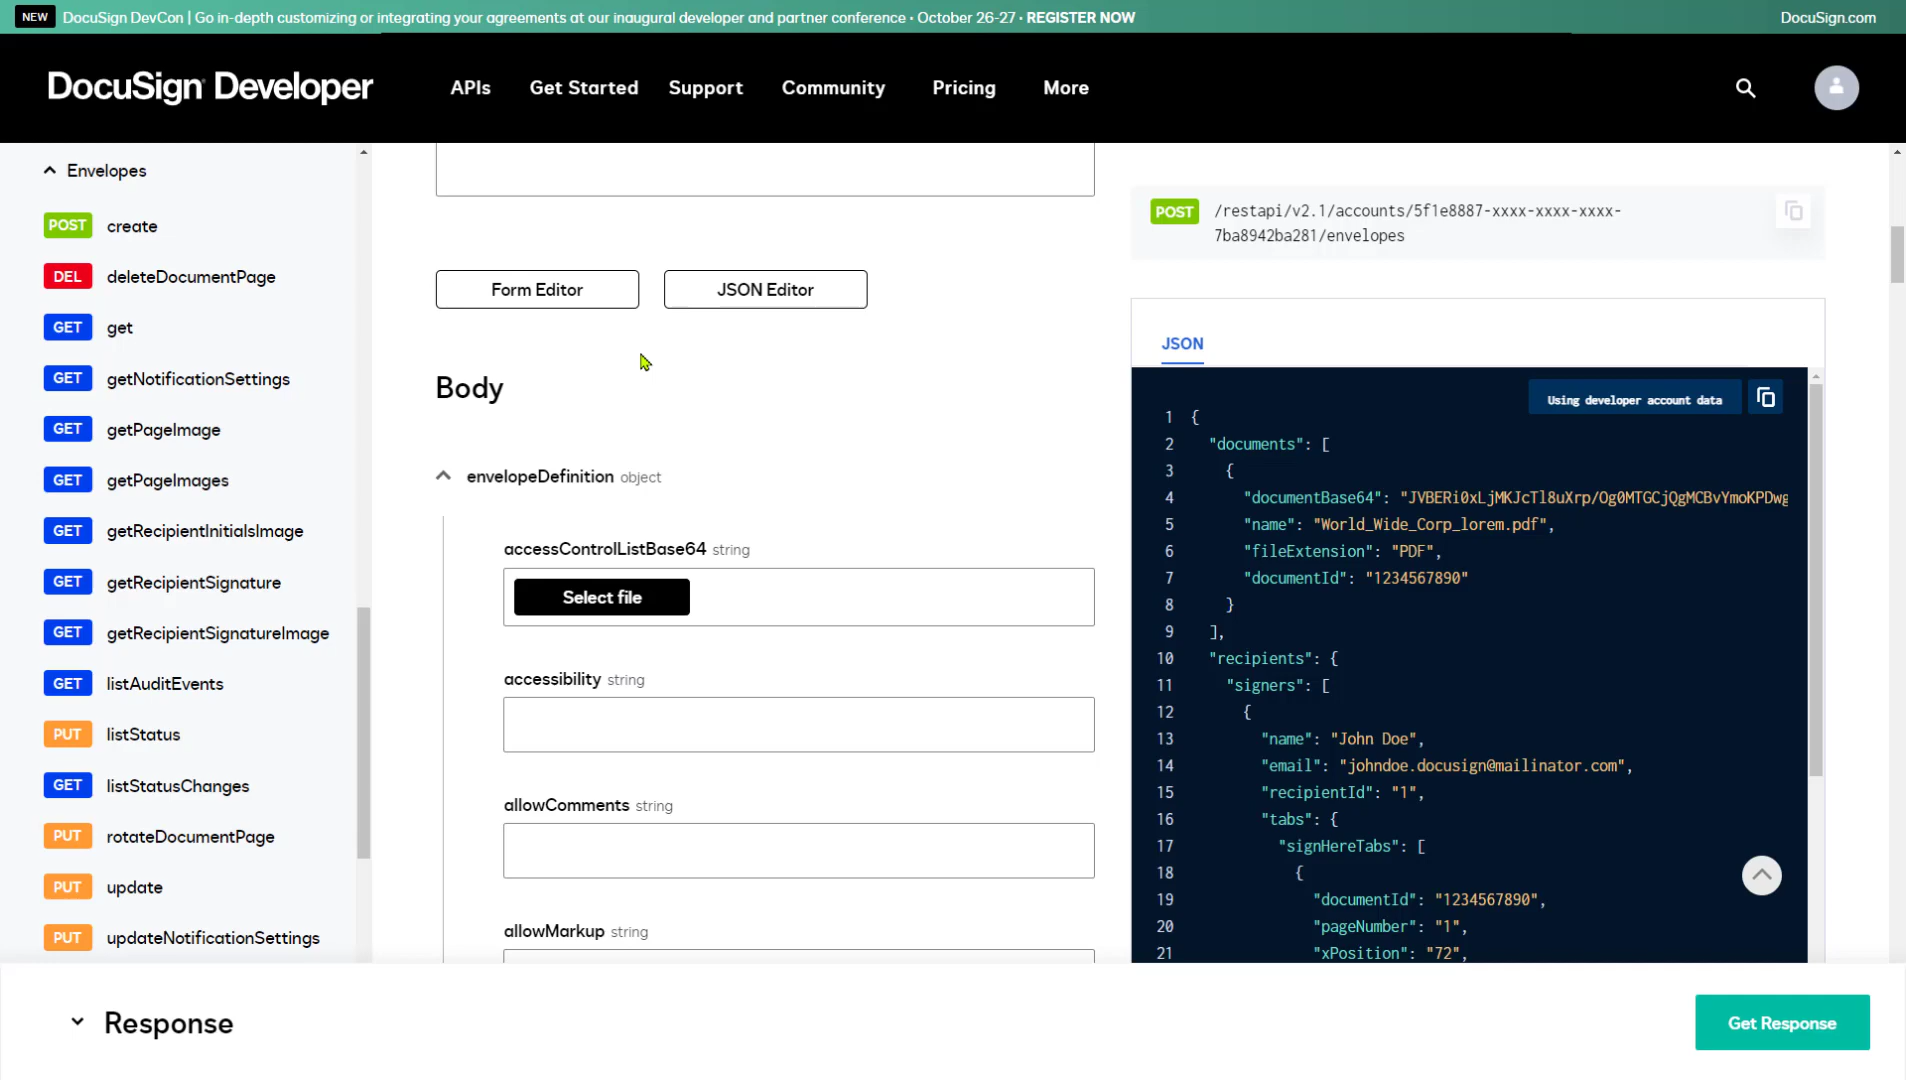 NEW DocuSign DevCon | Go in-depth customizing or integrating your agreements at our inaugural developer and partner conference • October 26-27 • REGISTER NOW
DocuSign.com
DocuSign Developer
APIs
Get Started
Support
Community
Pricing
More
Envelopes
POST create
DEL deleteDocumentPage
GET get
GET getNotificationSettings
GET getPageImage
GET getPageImages
GET getRecipientInitialsImage
GET getRecipientSignature
GET getRecipientSignatureImage
GET listAuditEvents
PUT listStatus
GET listStatusChanges
PUT rotateDocumentPage
PUT update
PUT updateNotificationSettings
Form Editor
JSON Editor
Body
envelopeDefinition object
accessControlListBase64 string
Select file
accessibility string
allowComments string
allowMarkup string
POST /restapi/v2.1/accounts/5f1e8887-xxxx-xxxx-xxxx-
7ba8942ba281/envelopes
JSON
Using developer account data
1 {
2 "documents": [
3 {
4 "documentBase64": "JVBERi0xLjMKJcTl8uXrp/Og0MTGCjQgMCBvYmoKPDwg
5 "name": "World_Wide_Corp_lorem.pdf",
6 "fileExtension": "PDF",
7 "documentId": "1234567890"
8 }
9 ],
10 "recipients": {
11 "signers": [
12 {
13 "name": "John Doe",
14 "email": "johndoe.docusign@mailinator.com",
15 "recipientId": "1",
16 "tabs": {
17 "signHereTabs": [
18 {
19 "documentId": "1234567890",
20 "pageNumber": "1",
21 "xPosition": "72",
Response
Get Response